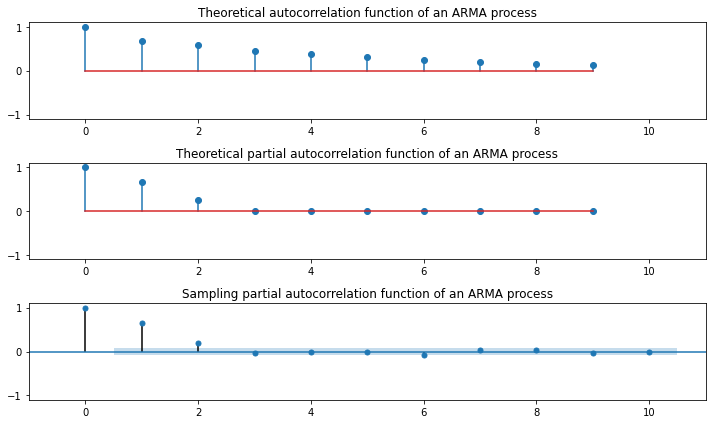 Theoretical autocorrelation function of an ARMA process
1
0
−1
0 2 4 6 8 10
Theoretical partial autocorrelation function of an ARMA process
1
0
−1
0 2 4 6 8 10
Sampling partial autocorrelation function of an ARMA process
1
0
−1
0 2 4 6 8 10